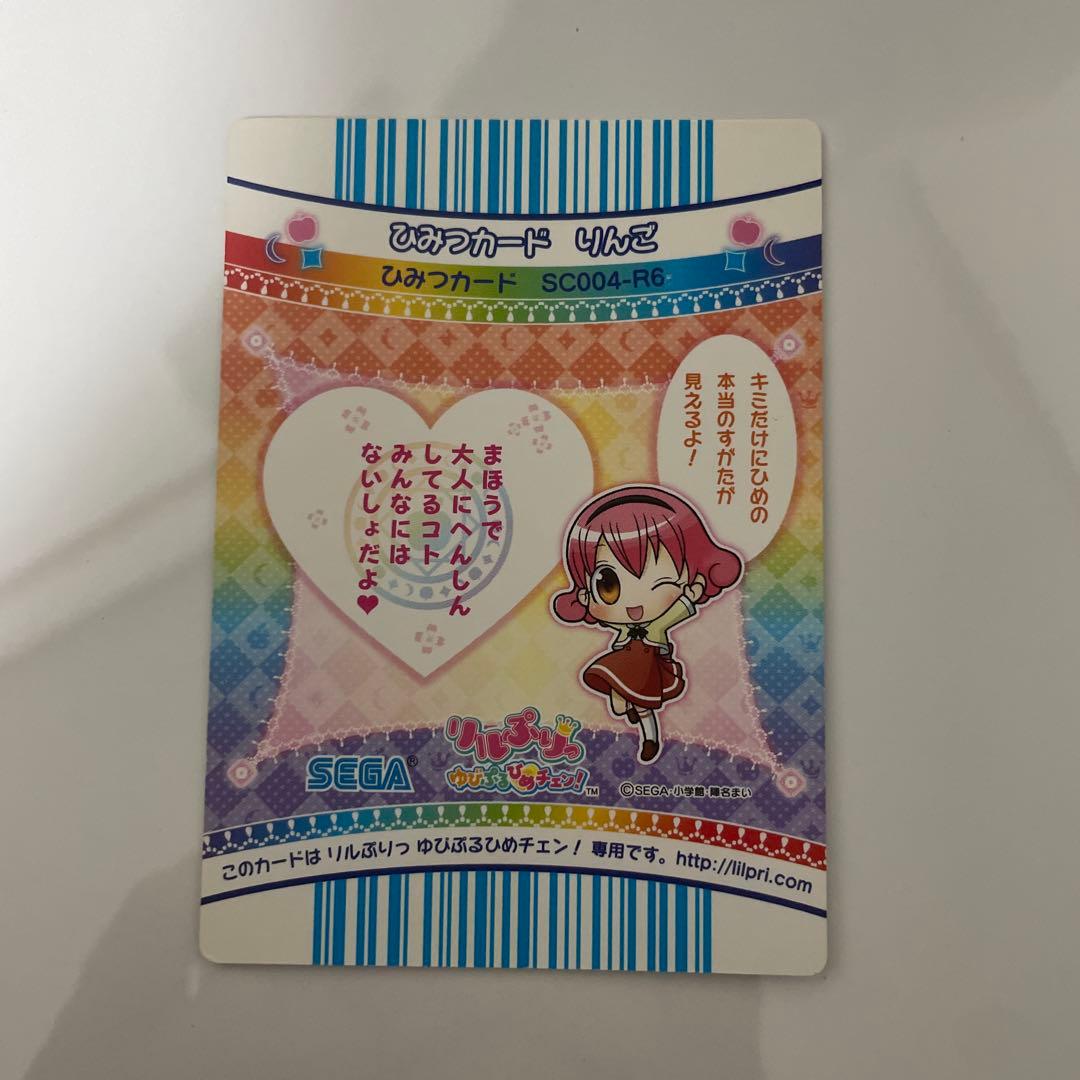 ひみつカード りんご
ひみつカード SC004-R6
キミだけにひめの
本当のすがたが
見えるよ!
まほうで
大人にへんしん
してるコト
みんなには
ないしょだよ♥
リルぷりっ
ゆびぷるひめチェン!™
SEGA®
©SEGA・小学館・陣名まい
このカードは リルぷりっ ゆびぷるひめチェン! 専用です。http://lilpri.com